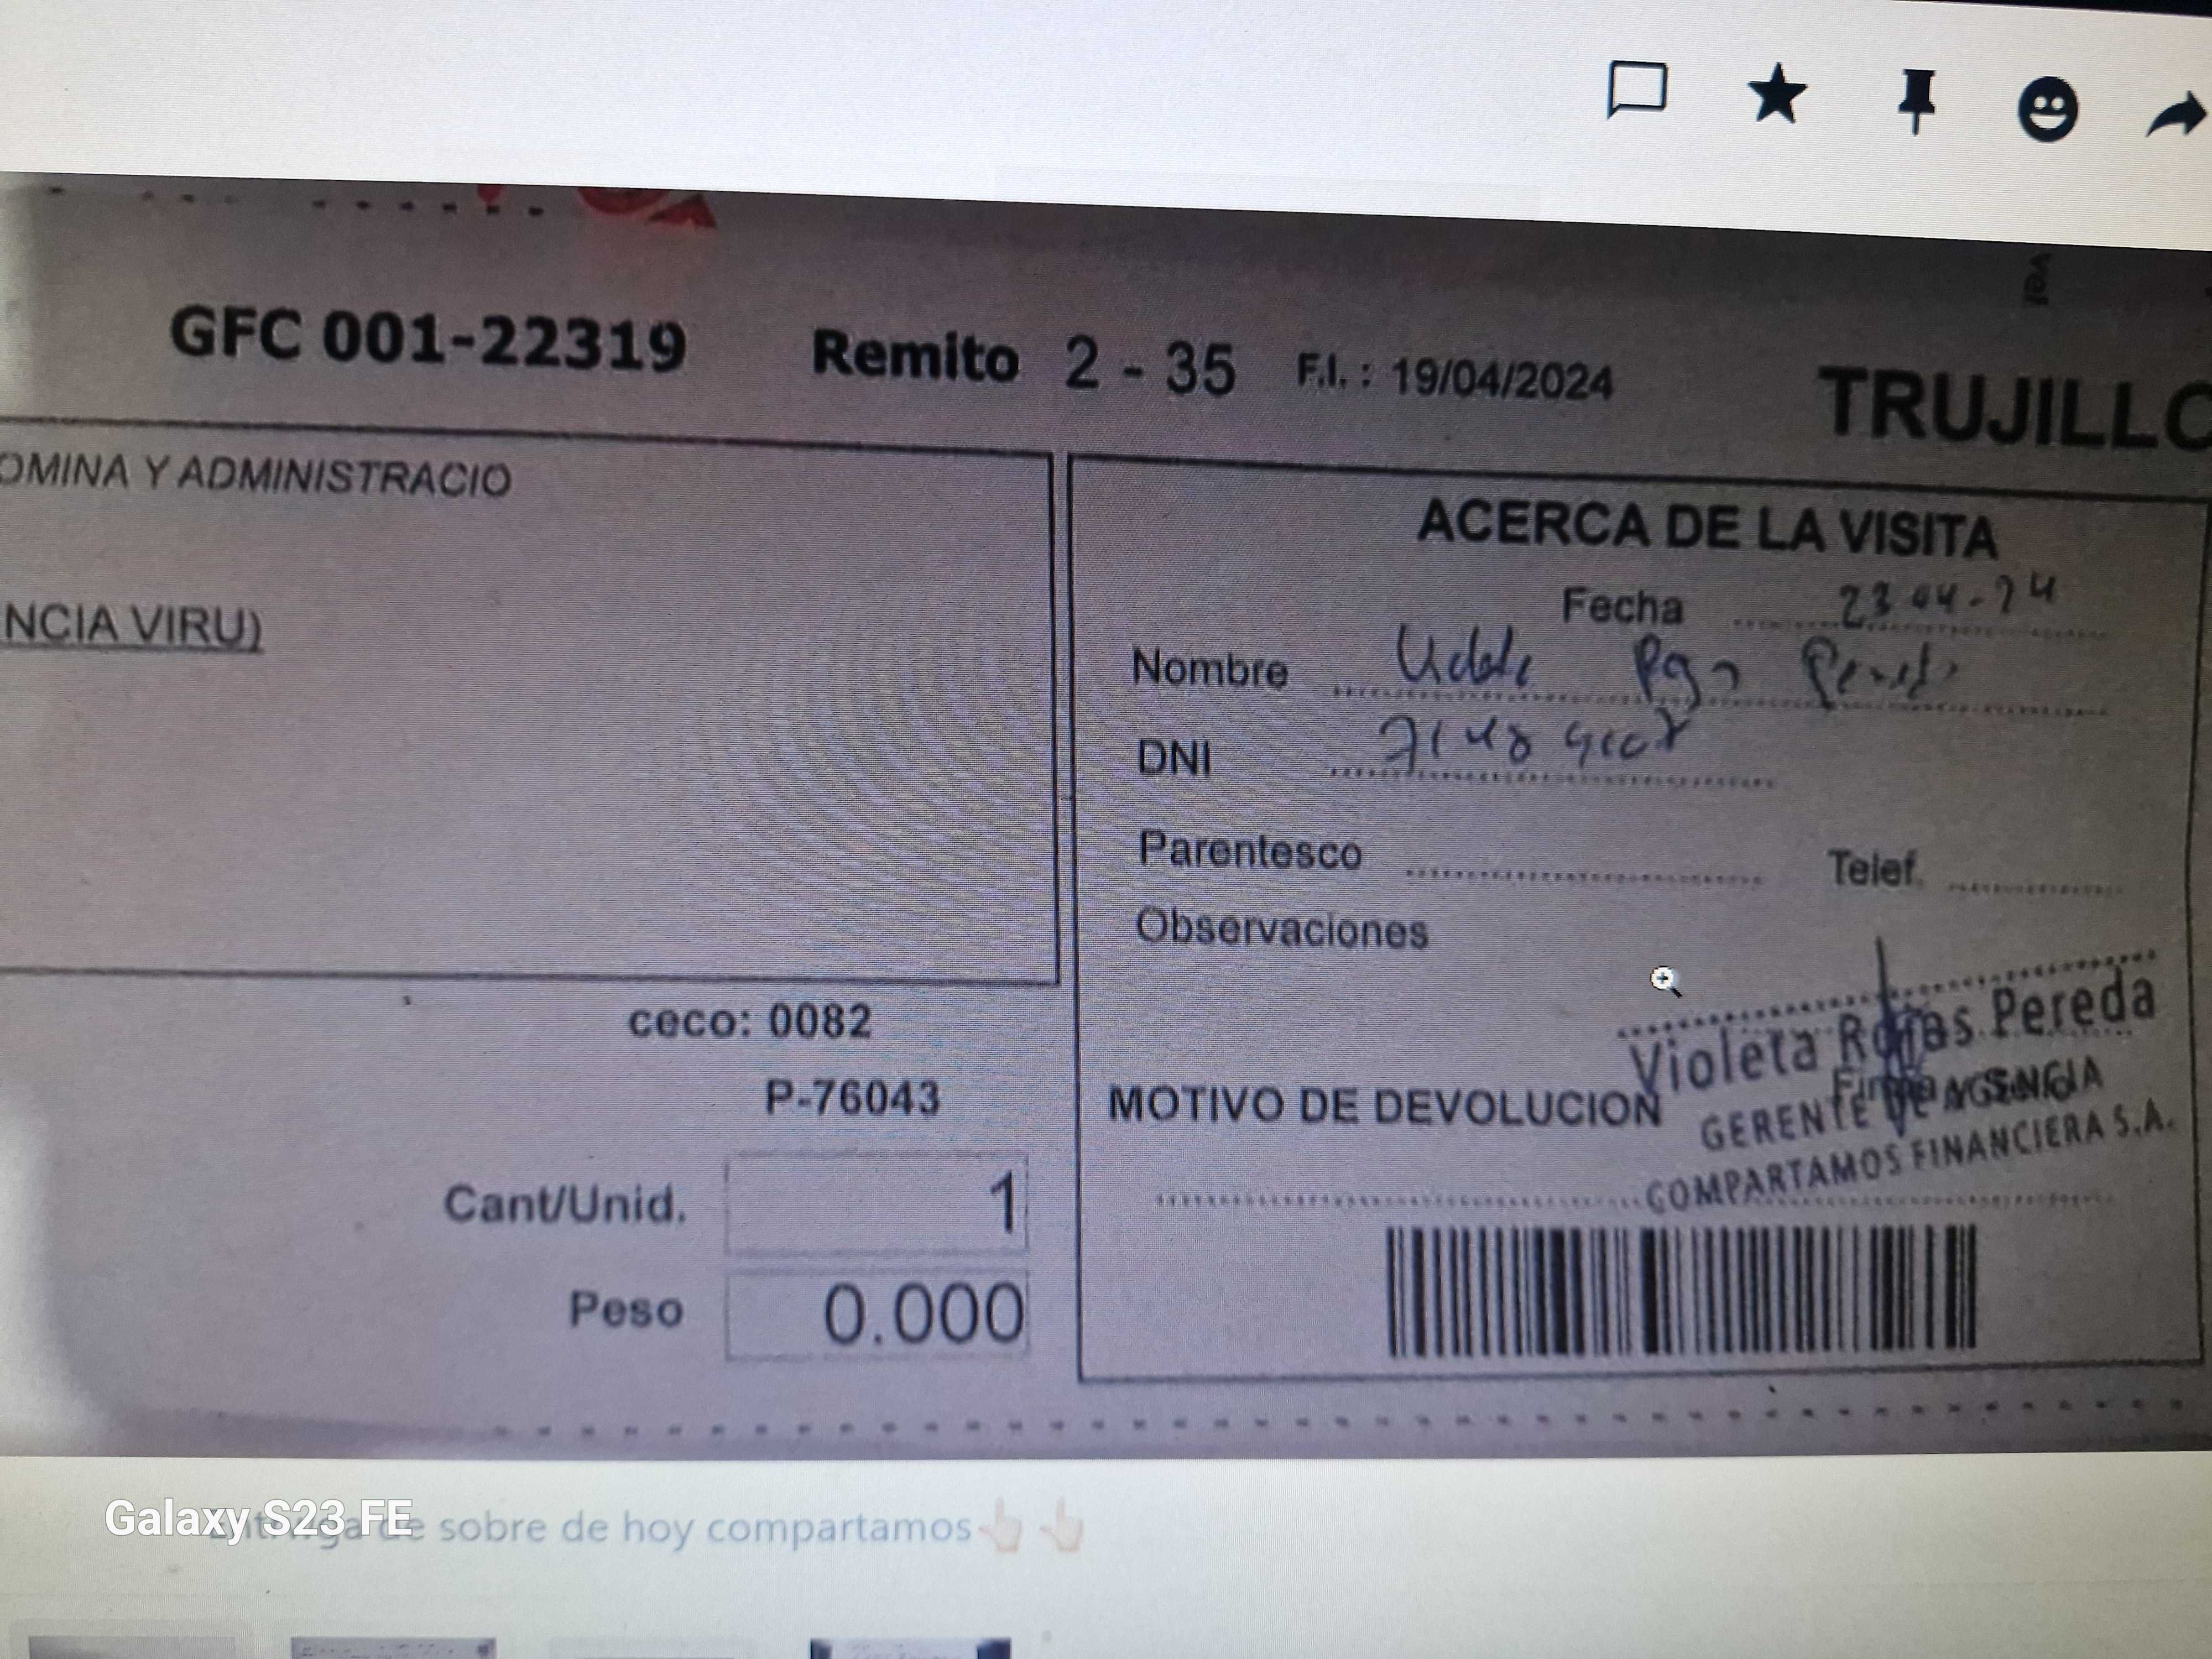 GFC 001-22319 Remito 2 - 35 F.I. : 19/04/2024 TRUJILLO
OMINA Y ADMINISTRACIO
NCIA VIRU)
ceco: 0082
P-76043
Cant/Unid. 1
Peso 0.000
ACERCA DE LA VISITA
Fecha 23-04-24
Nombre
DNI
Parentesco Telef.
Observaciones
Violeta Rojas Pereda
GERENTE DE AGENCIA
COMPARTAMOS FINANCIERA S.A.
MOTIVO DE DEVOLUCION
Galaxy S23 FE
de sobre de hoy compartamos👆🏻👆🏻